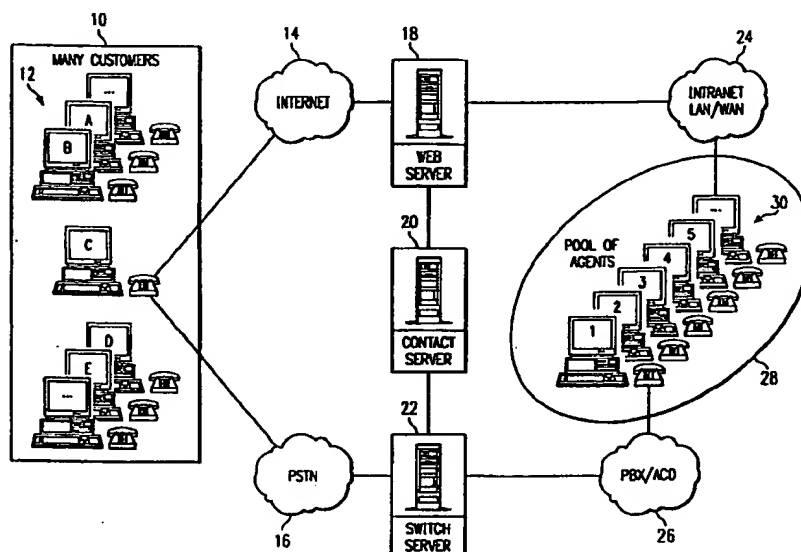 10
14
18
24
MANY CUSTOMERS
12
...
A
B
INTERNET
WEB
SERVER
INTRANET
LAN/WAN
C
20
CONTACT
SERVER
POOL OF
AGENTS
30
...
5
4
3
2
1
28
D
E
...
22
PSTN
16
SWITCH
SERVER
PBX/ACD
26